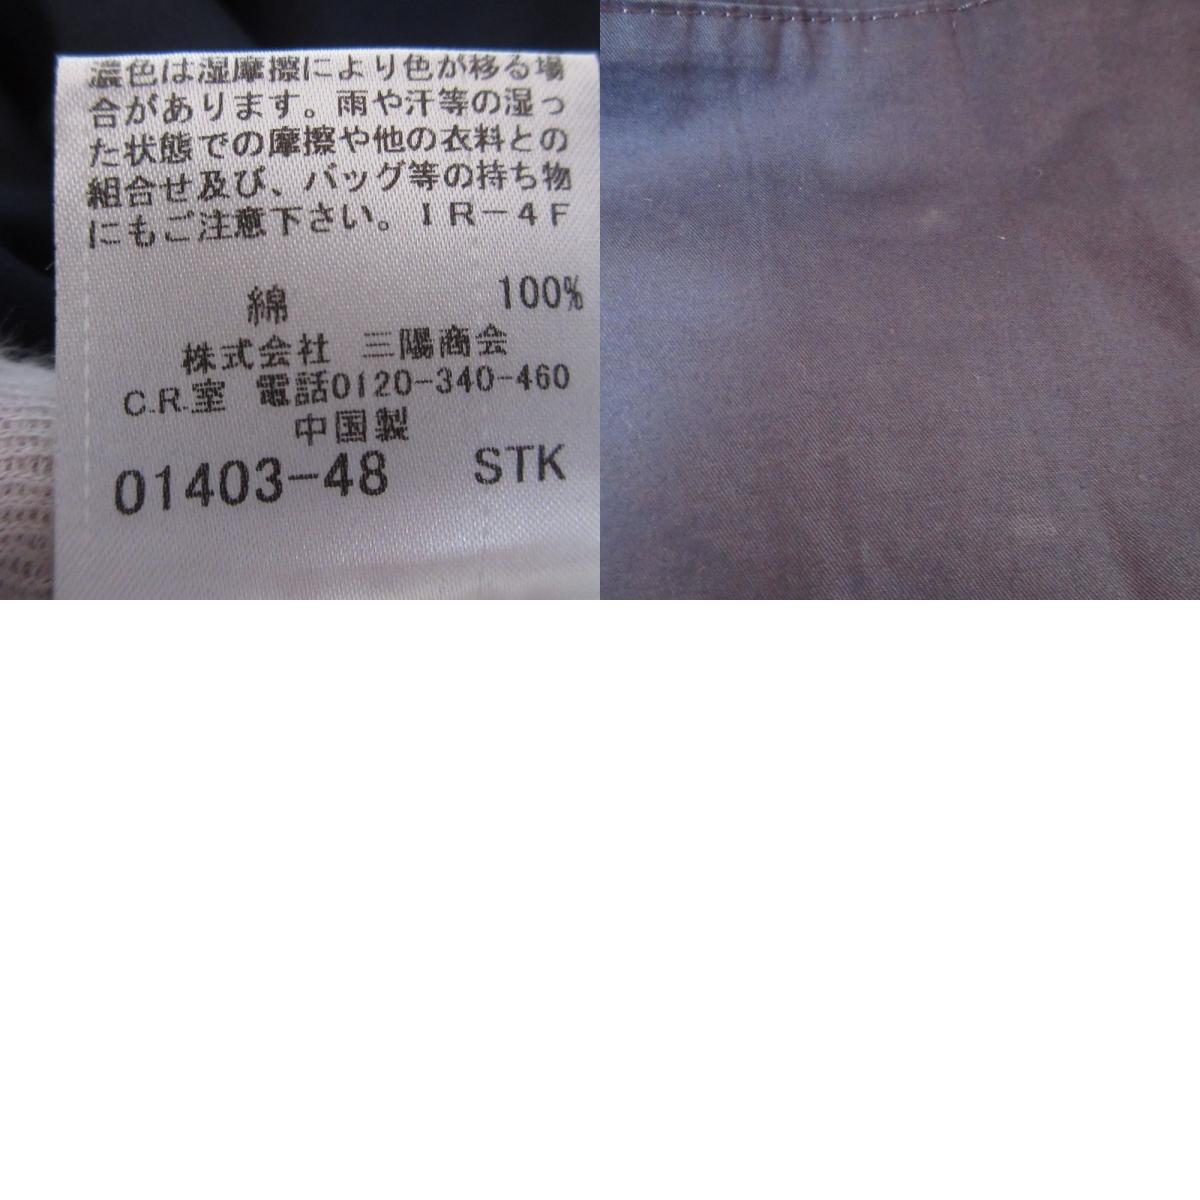 濃色は湿摩擦により色が移る場
合があります。雨や汗等の湿っ
た状態での摩擦や他の衣料との
組合せ及び、バッグ等の持ち物
にもご注意下さい。IR-4F
綿 100%
株式会社 三陽商会
C.R.室 電話0120-340-460
中国製
01403-48 STK